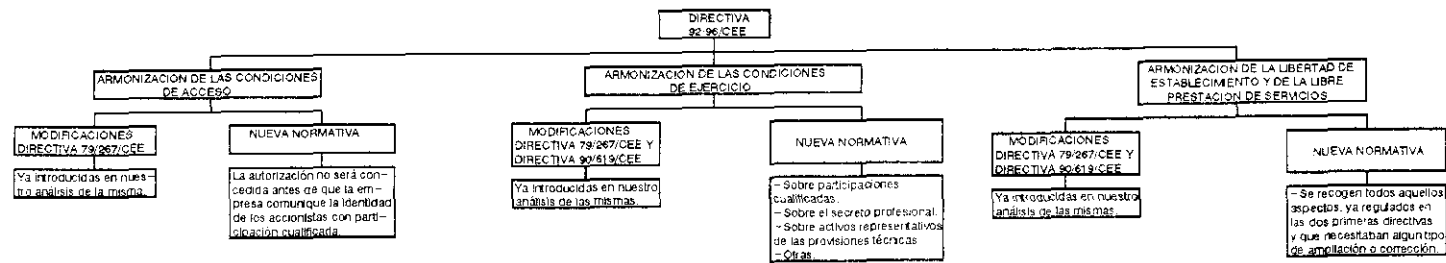 DIRECTIVA
92·96/CEE
ARMONIZACION DE LAS CONDICIONES
DE ACCESO
MODIFICACIONES
DIRECTIVA 79/267/CEE
Ya introducidas en nues-
tro análisis de la misma.
NUEVA NORMATIVA
La autorización no será con-
cedida antes de que la em-
presa comunique la identidad
de los accionistas con parti-
cipación cualificada.
ARMONIZACION DE LAS CONDICIONES
DE EJERCICIO
MODIFICACIONES
DIRECTIVA 79/267/CEE Y
DIRECTIVA 90/619/CEE
Ya introducidas en nuestro
análisis de las mismas.
NUEVA NORMATIVA
– Sobre participaciones
cualificadas.
– Sobre el secreto profesional.
– Sobre activos representativos
de las provisiones técnicas
– Otras.
ARMONIZACION DE LA LIBERTAD DE
ESTABLECIMIENTO Y DE LA LIBRE
PRESTACION DE SERVICIOS
MODIFICACIONES
DIRECTIVA 79/267/CEE Y
DIRECTIVA 90/619/CEE
Ya introducidas en nuestro
análisis de las mismas.
NUEVA NORMATIVA
– Se recogen todos aquellos
aspectos, ya regulados en
las dos primeras directivas
y que necesitaban algun tipo
de ampliación o corrección.